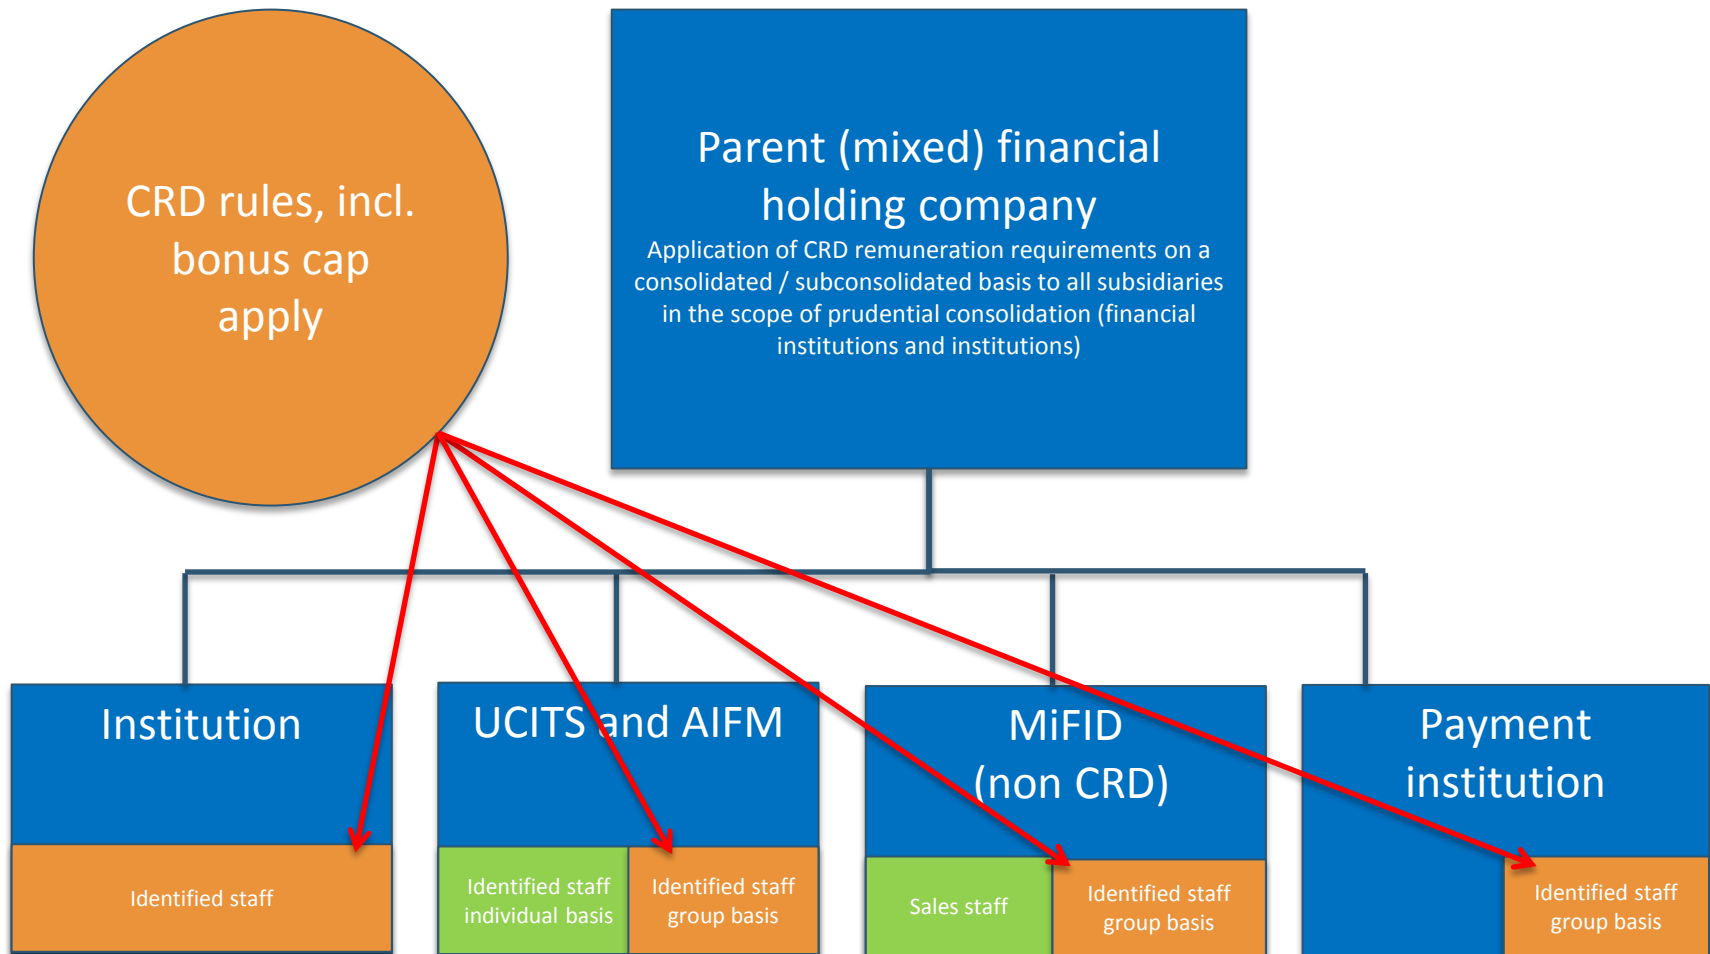 CRD rules, incl.
bonus cap
apply
Parent (mixed) financial
holding company
Application of CRD remuneration requirements on a
consolidated / subconsolidated basis to all subsidiaries
in the scope of prudential consolidation (financial
institutions and institutions)
Institution
Identified staff
UCITS and AIFM
Identified staff
individual basis
Identified staff
group basis
MiFID
(non CRD)
Sales staff
Identified staff
group basis
Payment
institution
Identified staff
group basis